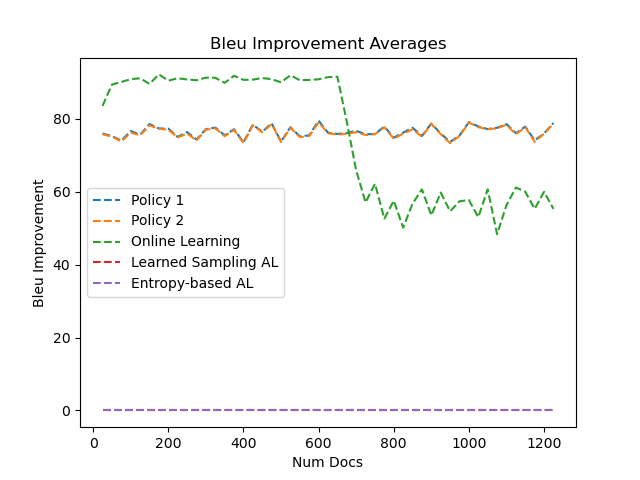 Bleu Improvement Averages
Bleu Improvement
80
60
40
20
0
Policy 1
Policy 2
Online Learning
Learned Sampling AL
Entropy-based AL
0 200 400 600 800 1000 1200
Num Docs